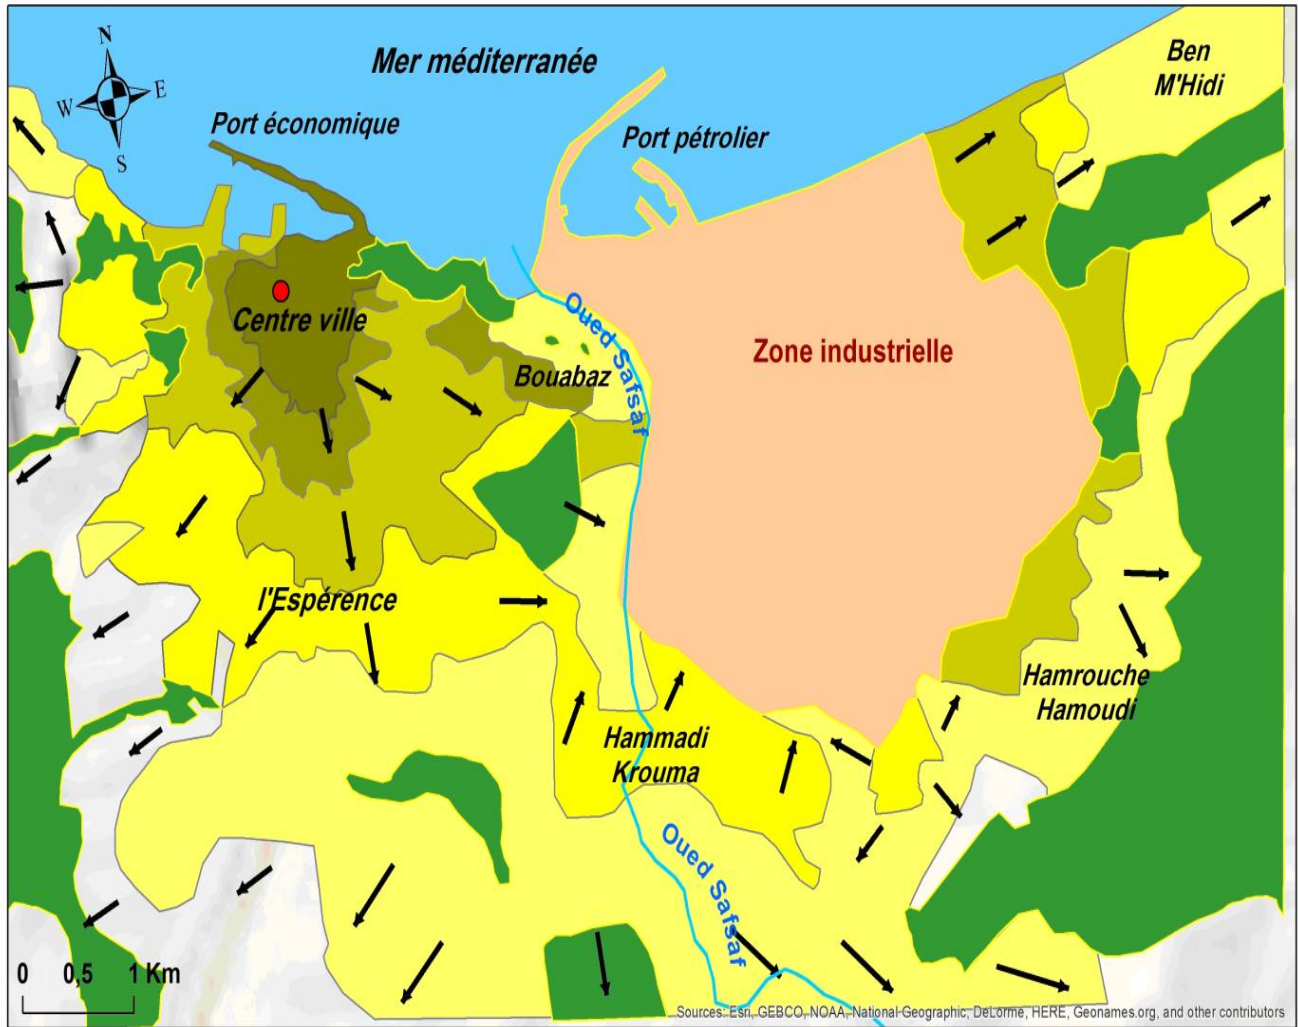 Mer méditerranée
Ben
M'Hidi
N
W
E
S
Port économique
Port pétrolier
Centre ville
Oued Safsaf
Zone industrielle
Bouabaz
l'Espérence
Hamrouche
Hamoudi
Hammadi
Krouma
Oued Safsaf
0 0,5 1 Km
Sources: Esri, GEBCO, NOAA, National Geographic, DeLorme, HERE, Geonames.org, and other contributors